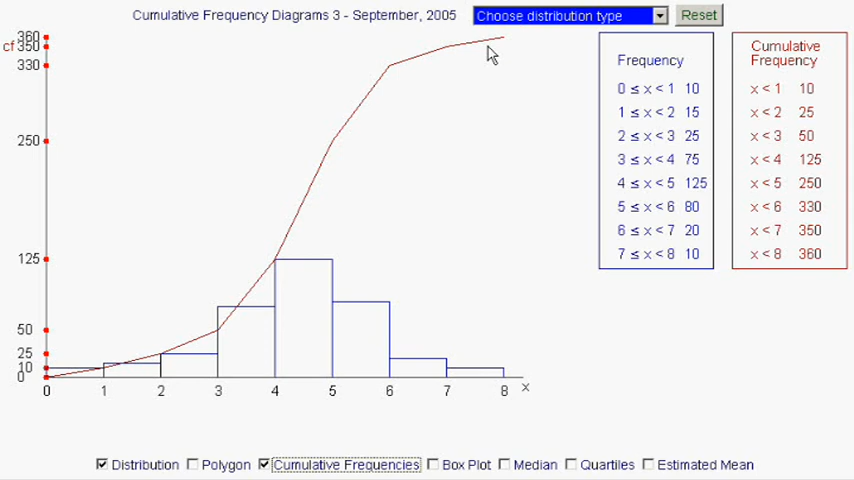 Cumulative Frequency Diagrams 3 - September, 2005
Choose distribution type
Reset
cf
360
350
330
250
125
50
25
10
0
0 1 2 3 4 5 6 7 8 x
Frequency
0 ≤ x < 1 10
1 ≤ x < 2 15
2 ≤ x < 3 25
3 ≤ x < 4 75
4 ≤ x < 5 125
5 ≤ x < 6 80
6 ≤ x < 7 20
7 ≤ x < 8 10
Cumulative
Frequency
x < 1 10
x < 2 25
x < 3 50
x < 4 125
x < 5 250
x < 6 330
x < 7 350
x < 8 360
Distribution Polygon Cumulative Frequencies Box Plot Median Quartiles Estimated Mean